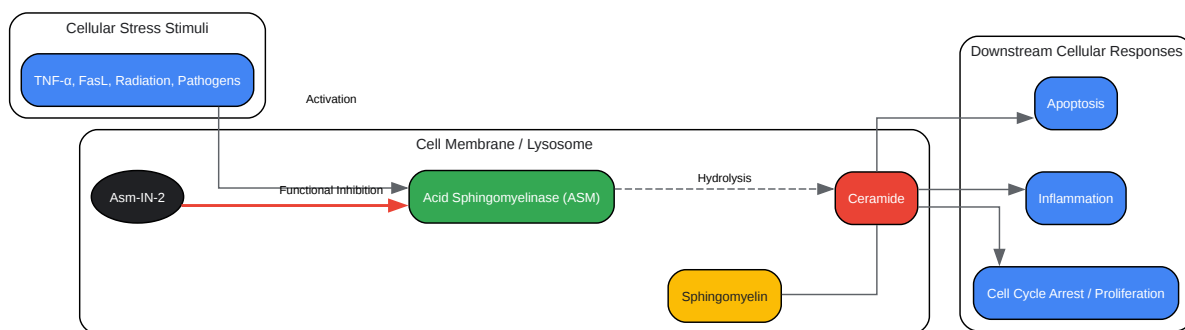 Cellular Stress Stimuli
TNF-α, FasL, Radiation, Pathogens
Activation
Downstream Cellular Responses
Apoptosis
Cell Membrane / Lysosome
Asm-IN-2
Functional Inhibition
Acid Sphingomyelinase (ASM)
Hydrolysis
Ceramide
Inflammation
Sphingomyelin
Cell Cycle Arrest / Proliferation